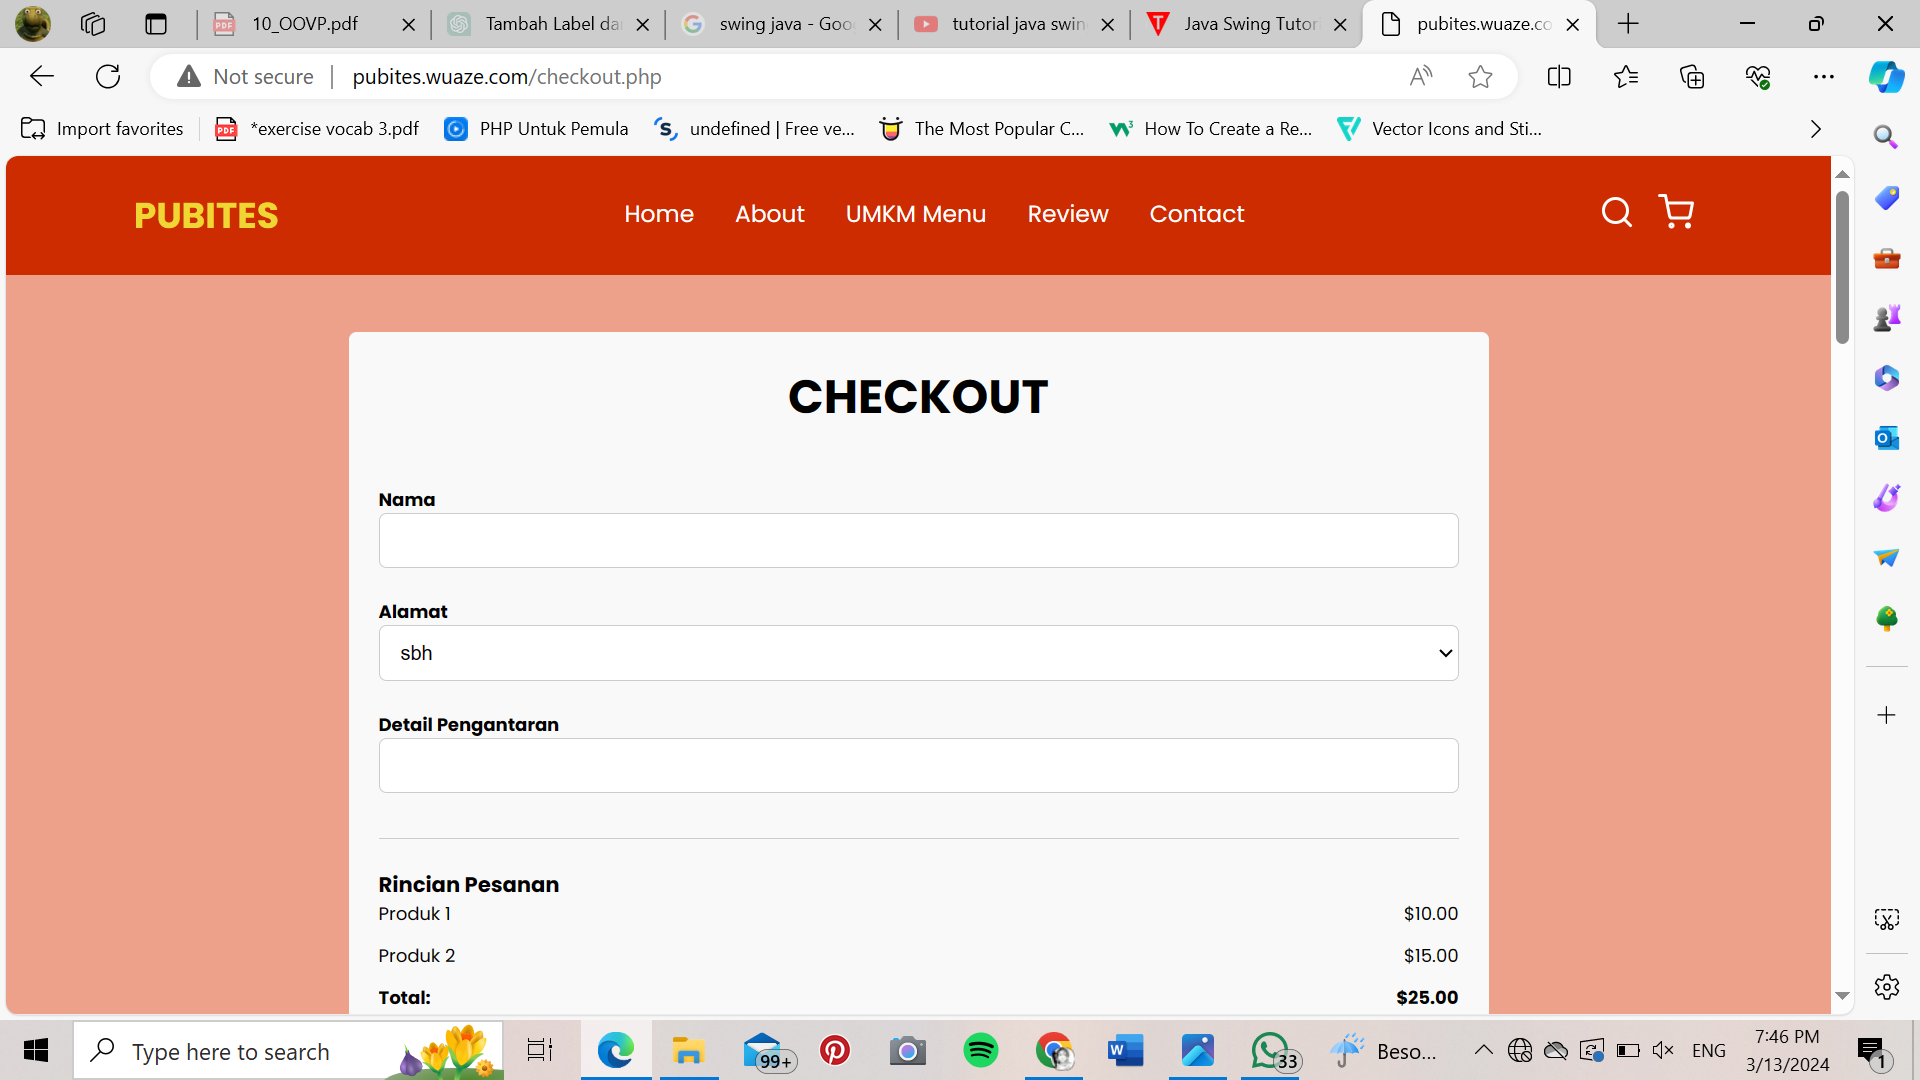 10_OOVP.pdf
Tambah Label da
swing java - Goo
tutorial java swin
Java Swing Tutor
pubites.wuaze.co
Not secure
pubites.wuaze.com/checkout.php
Import favorites
*exercise vocab 3.pdf
PHP Untuk Pemula
undefined | Free ve...
The Most Popular C...
How To Create a Re...
Vector Icons and Sti...
PUBITES
Home
About
UMKM Menu
Review
Contact
CHECKOUT
Nama
Alamat
sbh
Detail Pengantaran
Rincian Pesanan
Produk 1 $10.00
Produk 2 $15.00
Total: $25.00
Type here to search
99+
33
Beso...
ENG
7:46 PM
3/13/2024
1